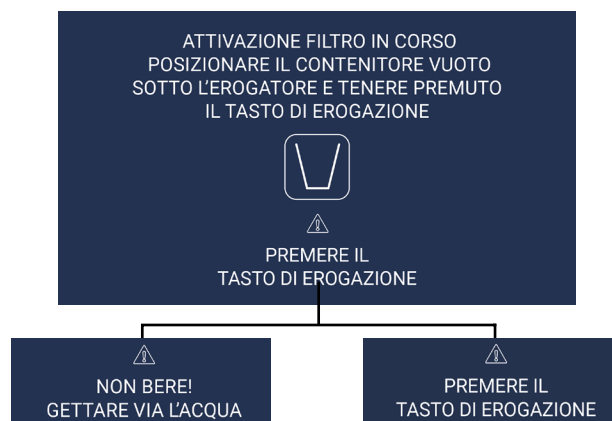 ATTIVAZIONE FILTRO IN CORSO
POSIZIONARE IL CONTENITORE VUOTO
SOTTO L'EROGATORE E TENERE PREMUTO
IL TASTO DI EROGAZIONE
PREMERE IL
TASTO DI EROGAZIONE
NON BERE!
GETTARE VIA L'ACQUA
PREMERE IL
TASTO DI EROGAZIONE